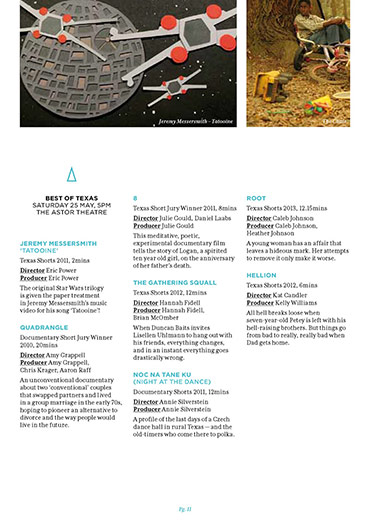 Jeremy Messersmith – Tatooine
BEST OF TEXAS
SATURDAY 25 MAY, 5PM
THE ASTOR THEATRE
JEREMY MESSERSMITH
‘TATOOINE’
Texas Shorts 2011, 2mins
Director Eric Power
Producer Eric Power
The original Star Wars trilogy
is given the paper treatment
in Jeremy Messersmith's music
video for his song ‘Tatooine’!
QUADRANGLE
Documentary Short Jury Winner
2010, 20mins
Director Amy Grappell
Producer Amy Grappell,
Chris Krager, Aaron Raff
An unconventional documentary
about two ‘conventional’ couples
that swapped partners and lived
in a group marriage in the early 70s,
hoping to pioneer an alternative to
divorce and the way people would
live in the future.
8
Texas Short Jury Winner 2011, 8mins
Director Julie Gould, Daniel Laabs
Producer Julie Gould
This meditative, poetic,
experimental documentary film
tells the story of Logan, a spirited
ten year old girl, on the anniversary
of her father's death.
THE GATHERING SQUALL
Texas Shorts 2012, 12mins
Director Hannah Fidell
Producer Hannah Fidell,
Brian McOmber
When Duncan Baits invites
Lisellen Uhlmann to hang out with
his friends, everything changes,
and in an instant everything goes
drastically wrong.
NOC NA TANE KU
(NIGHT AT THE DANCE)
Documentary Shorts 2011, 12mins
Director Annie Silverstein
Producer Annie Silverstein
A profile of the last days of a Czech
dance hall in rural Texas — and the
old-timers who come there to polka.
ROOT
Texas Shorts 2013, 12.15mins
Director Caleb Johnson
Producer Caleb Johnson,
Heather Johnson
A young woman has an affair that
leaves a hideous mark. Her attempts
to remove it only make it worse.
HELLION
Texas Shorts 2012, 6mins
Director Kat Candler
Producer Kelly Williams
All hell breaks loose when
seven-year-old Petey is left with his
hell-raising brothers. But things go
from bad to really, really bad when
Dad gets home.
Pg. 11